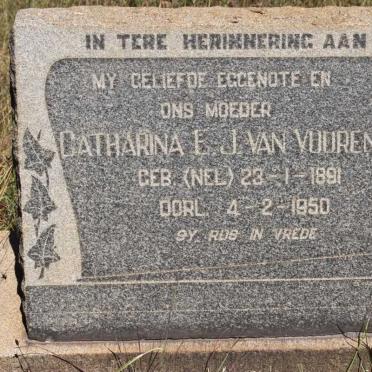 IN TERE HERINNERING AAN
MY GELIEFDE EGGENOTE EN
ONS MOEDER
CATHARINA E. J. VAN VUUREN
GEB. (NEL) 23-1-1891
OORL. 4-2-1950
SY RUS IN VREDE